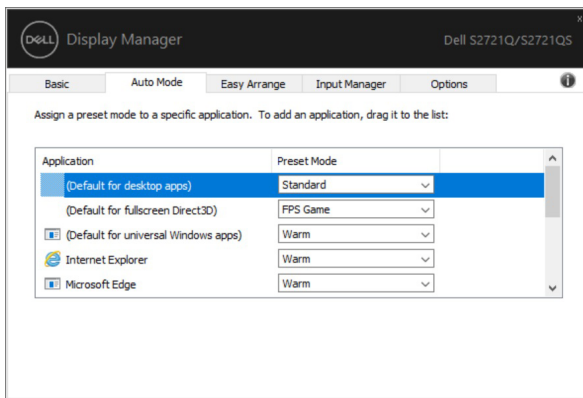 DELL Display Manager Dell S2721Q/S2721QS
Basic Auto Mode Easy Arrange Input Manager Options
Assign a preset mode to a specific application. To add an application, drag it to the list:
Application Preset Mode
(Default for desktop apps) Standard
(Default for fullscreen Direct3D) FPS Game
(Default for universal Windows apps) Warm
Internet Explorer Warm
Microsoft Edge Warm